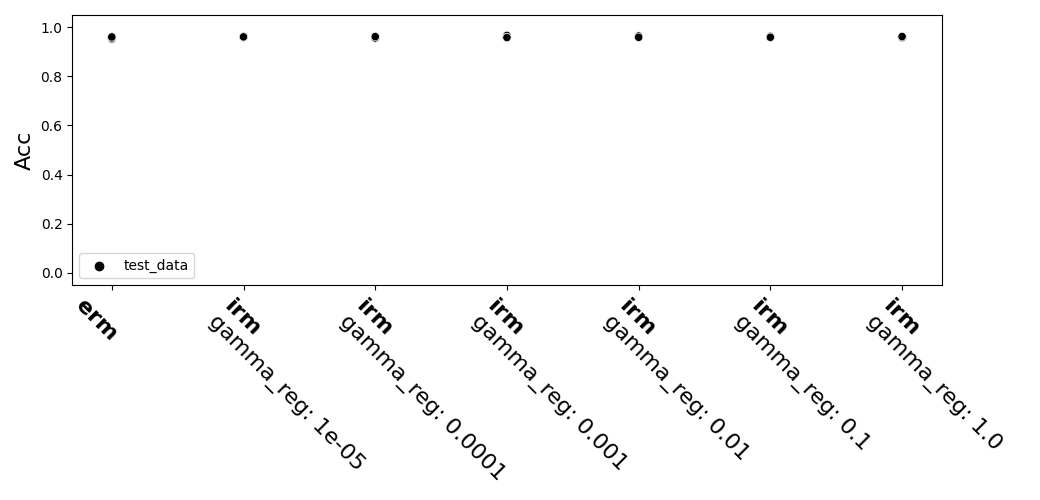 1.0
0.8
0.6
0.4
0.2
0.0
Acc
test_data
erm
irm
gamma_reg: 1e-05
irm
gamma_reg: 0.0001
irm
gamma_reg: 0.001
irm
gamma_reg: 0.01
irm
gamma_reg: 0.1
irm
gamma_reg: 1.0